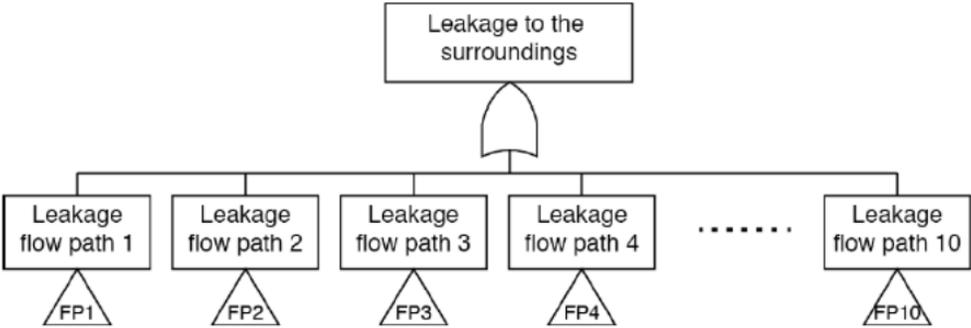 Leakage to the
surroundings
Leakage
flow path 1
Leakage
flow path 2
Leakage
flow path 3
Leakage
flow path 4
Leakage
flow path 10
FP1
FP2
FP3
FP4
FP10